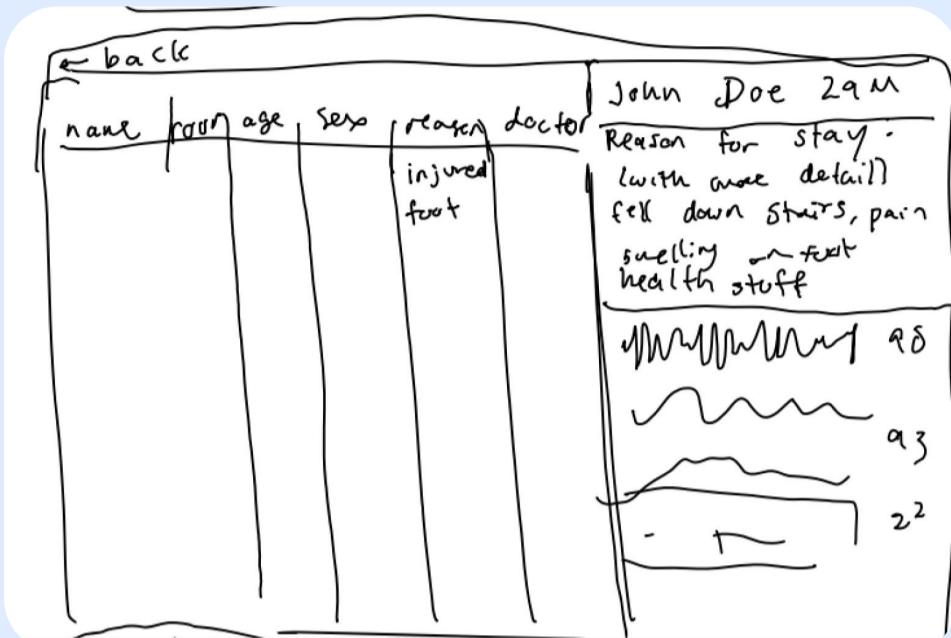 ← back
name room age sex reason doctor
injured
foot
John Doe 29 M
Reason for stay:
(with more detail)
fell down stairs, pain
swelling on foot
health stuff
98
93
22